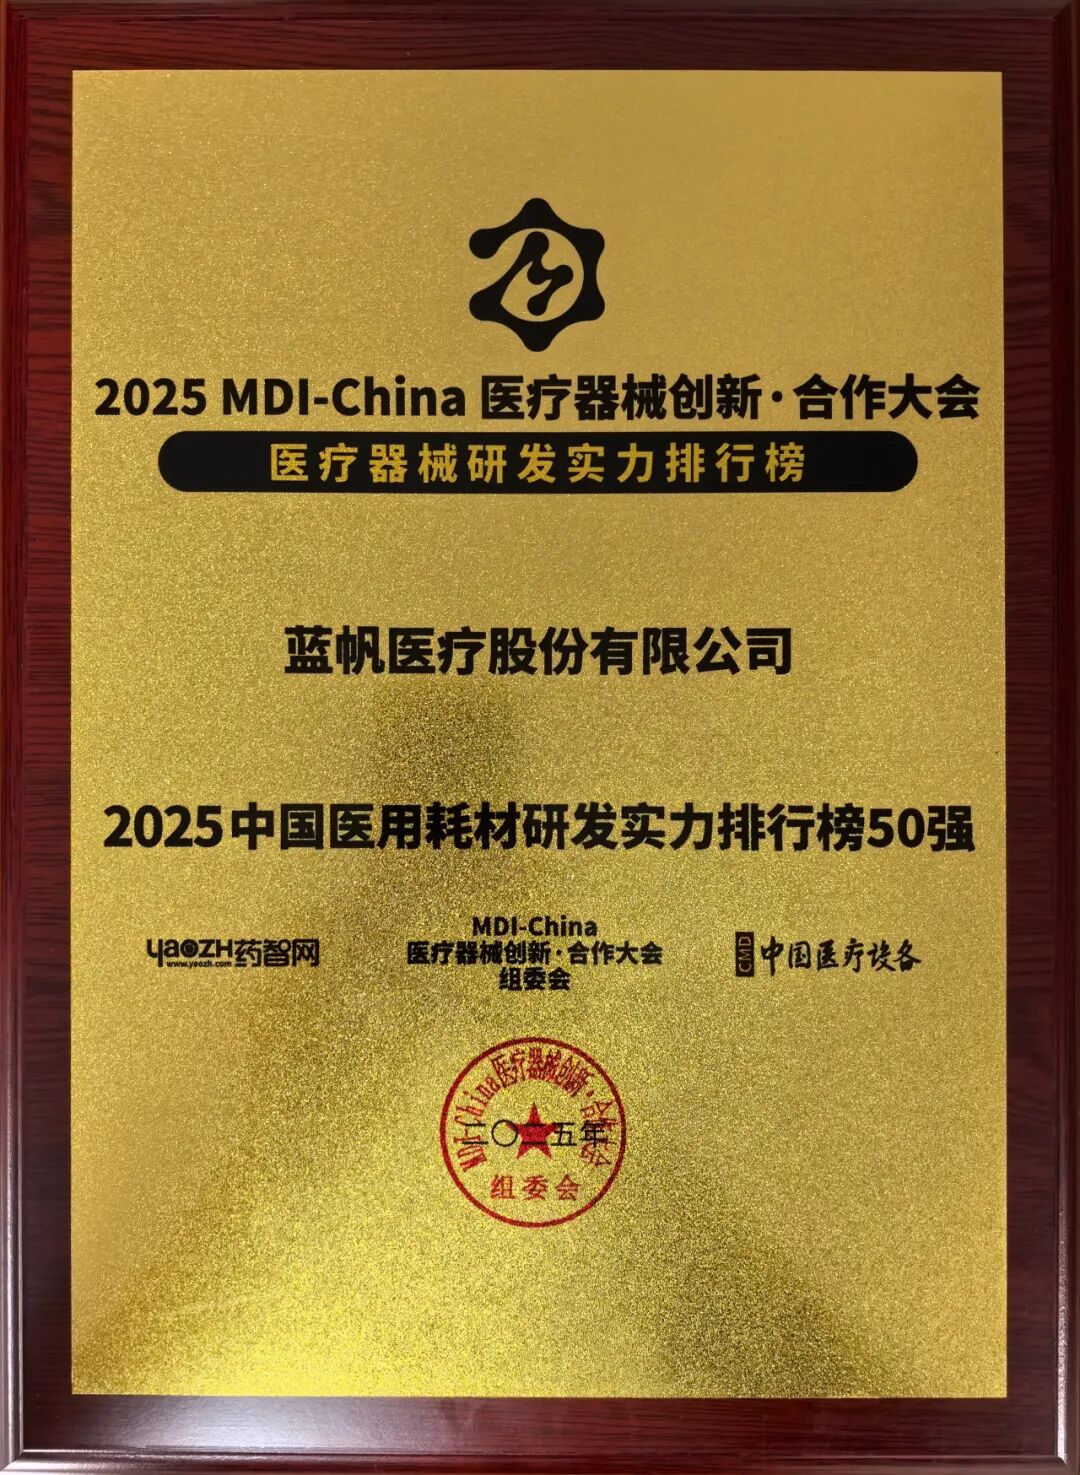 2025 MDI-China 医疗器械创新·合作大会
医疗器械研发实力排行榜
蓝帆医疗股份有限公司
2025中国医用耗材研发实力排行榜50强
yaoZH药智网
www.yaozh.com
MDI-China
医疗器械创新·合作大会
组委会
CMD 中国医疗设备
MDI-China医疗器械创新·合作大会
二〇二五年
组委会